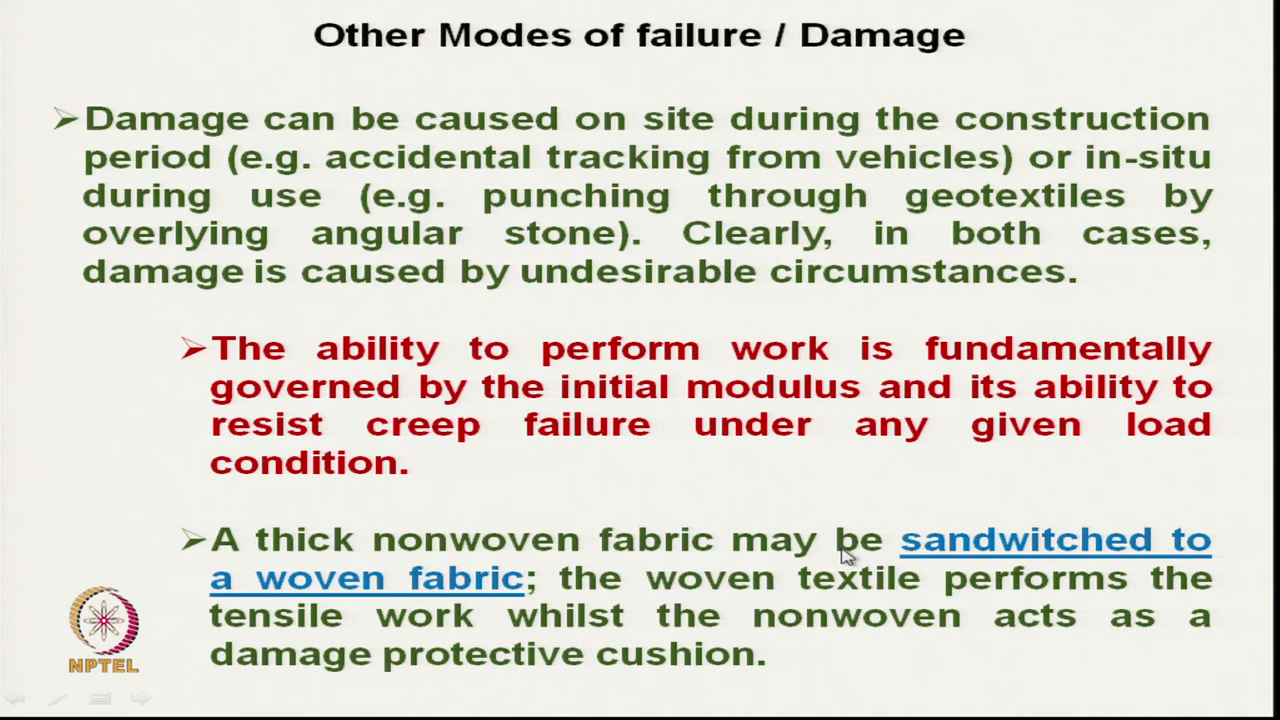 Other Modes of failure / Damage
➢Damage can be caused on site during the construction
period (e.g. accidental tracking from vehicles) or in-situ
during use (e.g. punching through geotextiles by
overlying angular stone). Clearly, in both cases,
damage is caused by undesirable circumstances.
➢The ability to perform work is fundamentally
governed by the initial modulus and its ability to
resist creep failure under any given load
condition.
➢A thick nonwoven fabric may be sandwitched to
a woven fabric; the woven textile performs the
tensile work whilst the nonwoven acts as a
damage protective cushion.
NPTEL